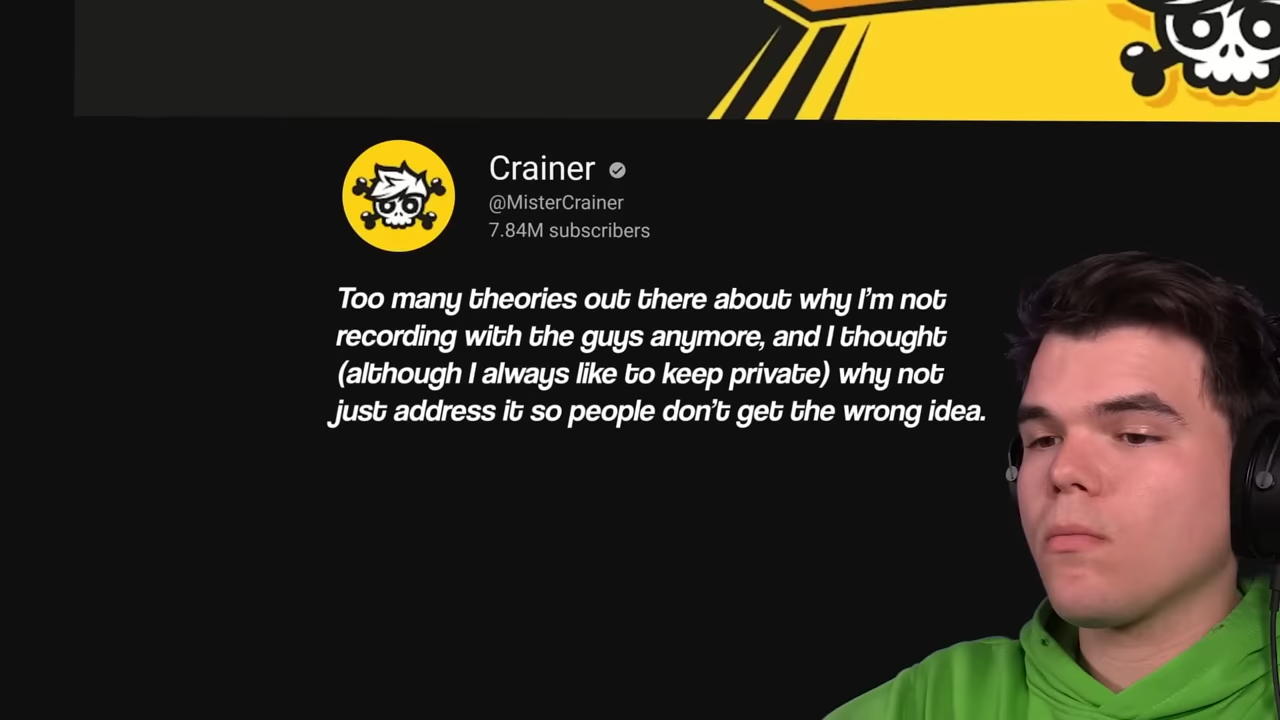 Crainer
@MisterCrainer
7.84M subscribers
Too many theories out there about why I'm not
recording with the guys anymore, and I thought
(although I always like to keep private) why not
just address it so people don't get the wrong idea.